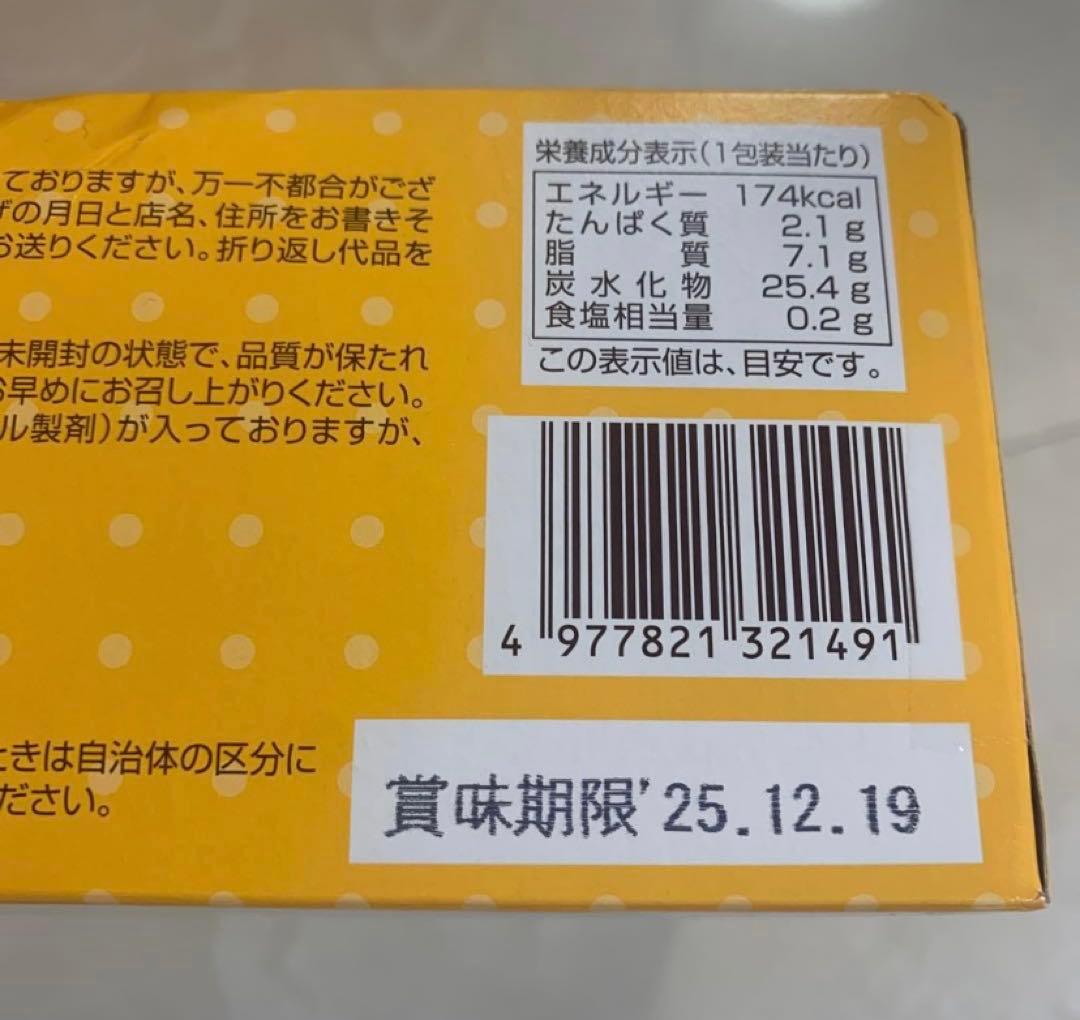 ておりますが、万一不都合がござ
げの月日と店名、住所をお書きそ
お送りください。折り返し代品を
未開封の状態で、品質が保たれ
お早めにお召し上がりください。
ル製剤)が入っておりますが、
ときは自治体の区分に
ださい。
栄養成分表示(1包装当たり)
エネルギー 174kcal
たんぱく質 2.1g
脂質 7.1g
炭水化物 25.4g
食塩相当量 0.2g
この表示値は、目安です。
4 977821 321491
賞味期限'25.12.19